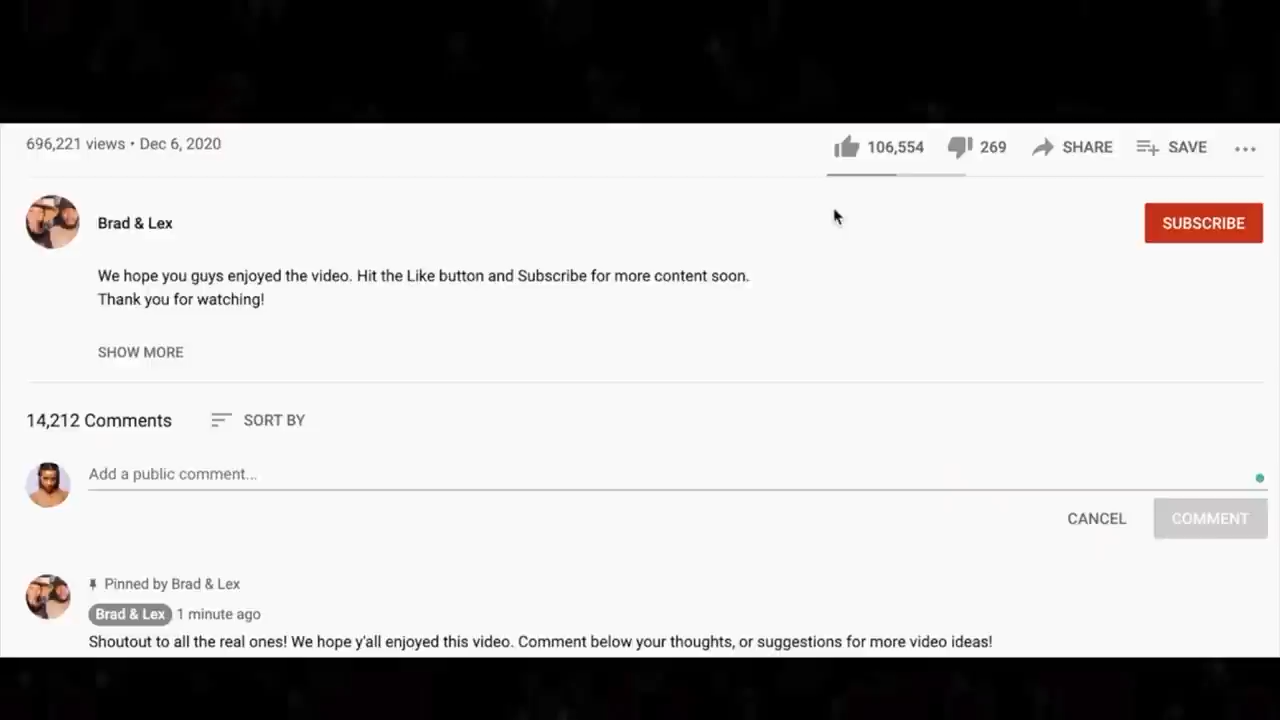 696,221 views • Dec 6, 2020
106,554 269 SHARE SAVE
Brad & Lex
SUBSCRIBE
We hope you guys enjoyed the video. Hit the Like button and Subscribe for more content soon.
Thank you for watching!
SHOW MORE
14,212 Comments SORT BY
Add a public comment...
CANCEL COMMENT
Pinned by Brad & Lex
Brad & Lex 1 minute ago
Shoutout to all the real ones! We hope y'all enjoyed this video. Comment below your thoughts, or suggestions for more video ideas!